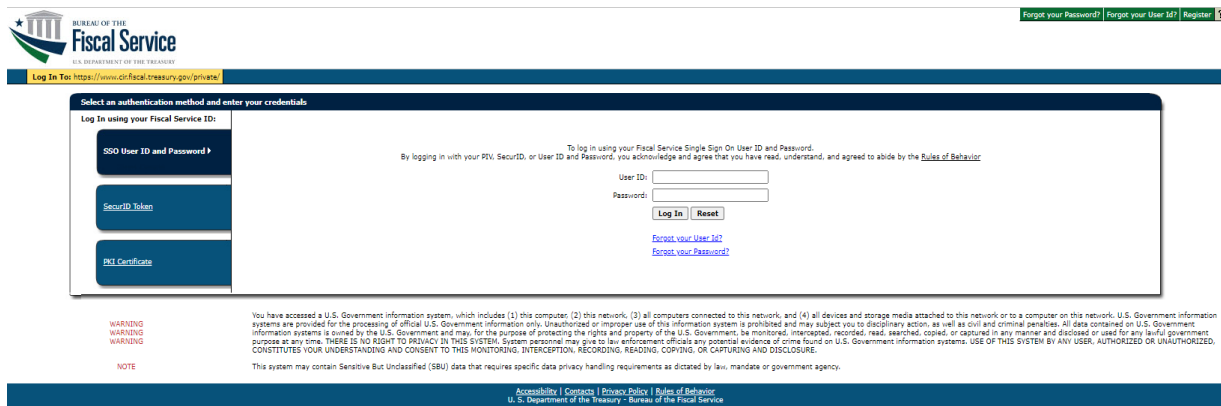 Forgot your Password? Forgot your User Id? Register ?
BUREAU OF THE
Fiscal Service
U.S. DEPARTMENT OF THE TREASURY
Log In To: https://www.cir.fiscal.treasury.gov/private/
Select an authentication method and enter your credentials
Log In using your Fiscal Service ID:
SSO User ID and Password
SecurID Token
PKI Certificate
To log in using your Fiscal Service Single Sign On User ID and Password.
By logging in with your PIV, SecurID, or User ID and Password, you acknowledge and agree that you have read, understand, and agreed to abide by the Rules of Behavior
User ID:
Password:
Log In Reset
Forgot your User Id?
Forgot your Password?
WARNING
WARNING
WARNING
You have accessed a U.S. Government information system, which includes (1) this computer, (2) this network, (3) all computers connected to this network, and (4) all devices and storage media attached to this network or to a computer on this network. U.S. Government information
systems are provided for the processing of official U.S. Government information only. Unauthorized or improper use of this information system is prohibited and may subject you to disciplinary action, as well as civil and criminal penalties. All data contained on U.S. Government
information systems is owned by the U.S. Government and may, for the purpose of protecting the rights and property of the U.S. Government, be monitored, intercepted, recorded, read, searched, copied, or captured in any manner and disclosed or used for any lawful government
purpose at any time. THERE IS NO RIGHT TO PRIVACY IN THIS SYSTEM. System personnel may give to law enforcement officials any potential evidence of crime found on U.S. Government information systems. USE OF THIS SYSTEM BY ANY USER, AUTHORIZED OR UNAUTHORIZED,
CONSTITUTES YOUR UNDERSTANDING AND CONSENT TO THIS MONITORING, INTERCEPTION, RECORDING, READING, COPYING, OR CAPTURING AND DISCLOSURE.
NOTE
This system may contain Sensitive But Unclassified (SBU) data that requires specific data privacy handling requirements as dictated by law, mandate or government agency.
Accessibility | Contacts | Privacy Policy | Rules of Behavior
U. S. Department of the Treasury - Bureau of the Fiscal Service